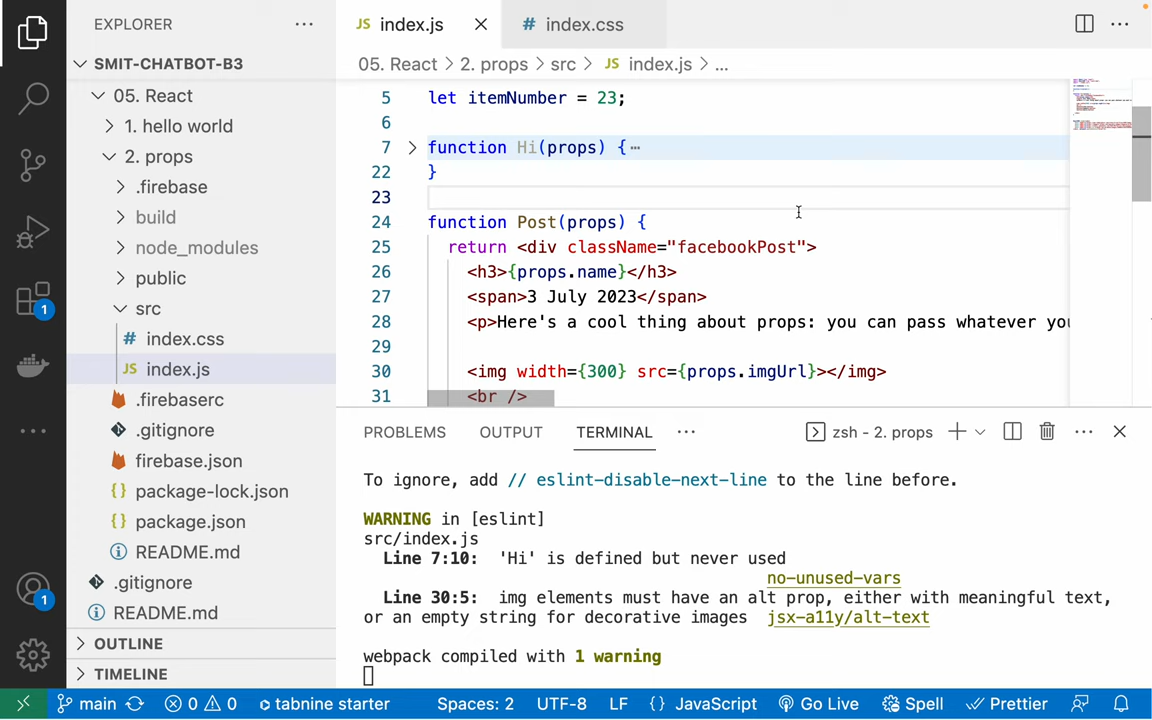 EXPLORER
SMIT-CHATBOT-B3
05. React
1. hello world
2. props
.firebase
build
node_modules
public
src
# index.css
JS index.js
.firebaserc
.gitignore
firebase.json
{} package-lock.json
{} package.json
README.md
.gitignore
README.md
OUTLINE
TIMELINE
1
1
JS index.js
# index.css
05. React > 2. props > src > JS index.js > ...
5 let itemNumber = 23;
6
7 function Hi(props) {
22 }
23
24 function Post(props) {
25 return <div className="facebookPost">
26 <h3>{props.name}</h3>
27 <span>3 July 2023</span>
28 <p>Here's a cool thing about props: you can pass whatever
29
30 <img width={300} src={props.imgUrl}></img>
31 <br />
PROBLEMS OUTPUT TERMINAL
zsh - 2. props
To ignore, add // eslint-disable-next-line to the line before.
WARNING in [eslint]
src/index.js
Line 7:10: 'Hi' is defined but never used
no-unused-vars
Line 30:5: img elements must have an alt prop, either with meaningful text,
or an empty string for decorative images jsx-a11y/alt-text
webpack compiled with 1 warning
main 0 0 tabnine starter Spaces: 2 UTF-8 LF {} JavaScript Go Live Spell Prettier